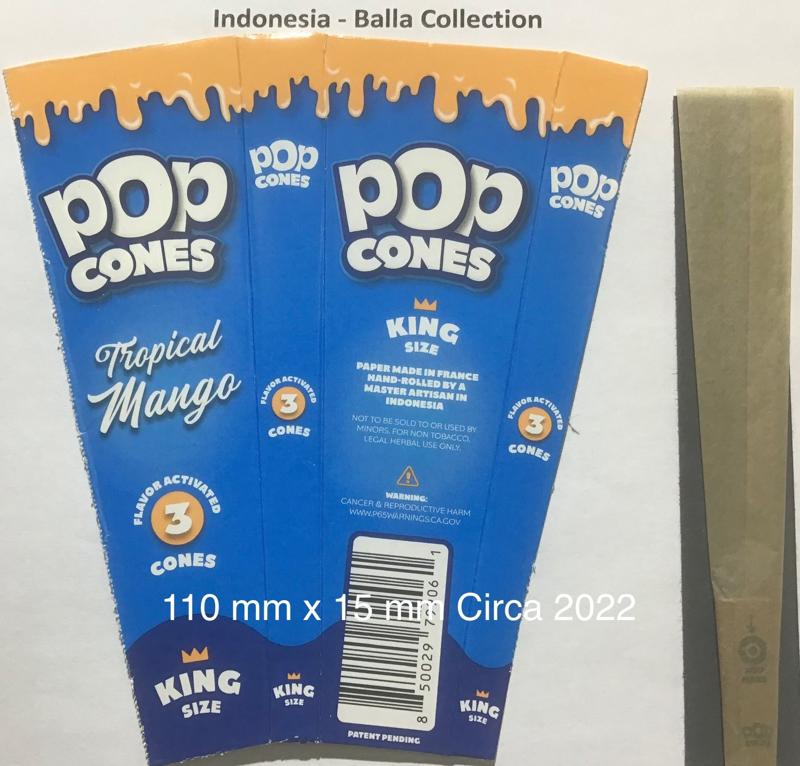 Indonesia - Balla Collection
pOp
CONES
Tropical
Mango
FLAVOR ACTIVATED
3
CONES
KING
SIZE
pOp
CONES
FLAVOR ACTIVATED
3
CONES
KING
SIZE
pOp
CONES
KING
SIZE
PAPER MADE IN FRANCE
HAND-ROLLED BY A
MASTER ARTISAN IN
INDONESIA
NOT TO BE SOLD TO OR USED BY
MINORS. FOR NON TOBACCO,
LEGAL HERBAL USE ONLY.
WARNING:
CANCER & REPRODUCTIVE HARM
WWW.P65WARNINGS.CA.GOV
PATENT PENDING
pOp
CONES
FLAVOR ACTIVATED
3
CONES
KING
SIZE
110 mm x 15 mm Circa 2022
pOp